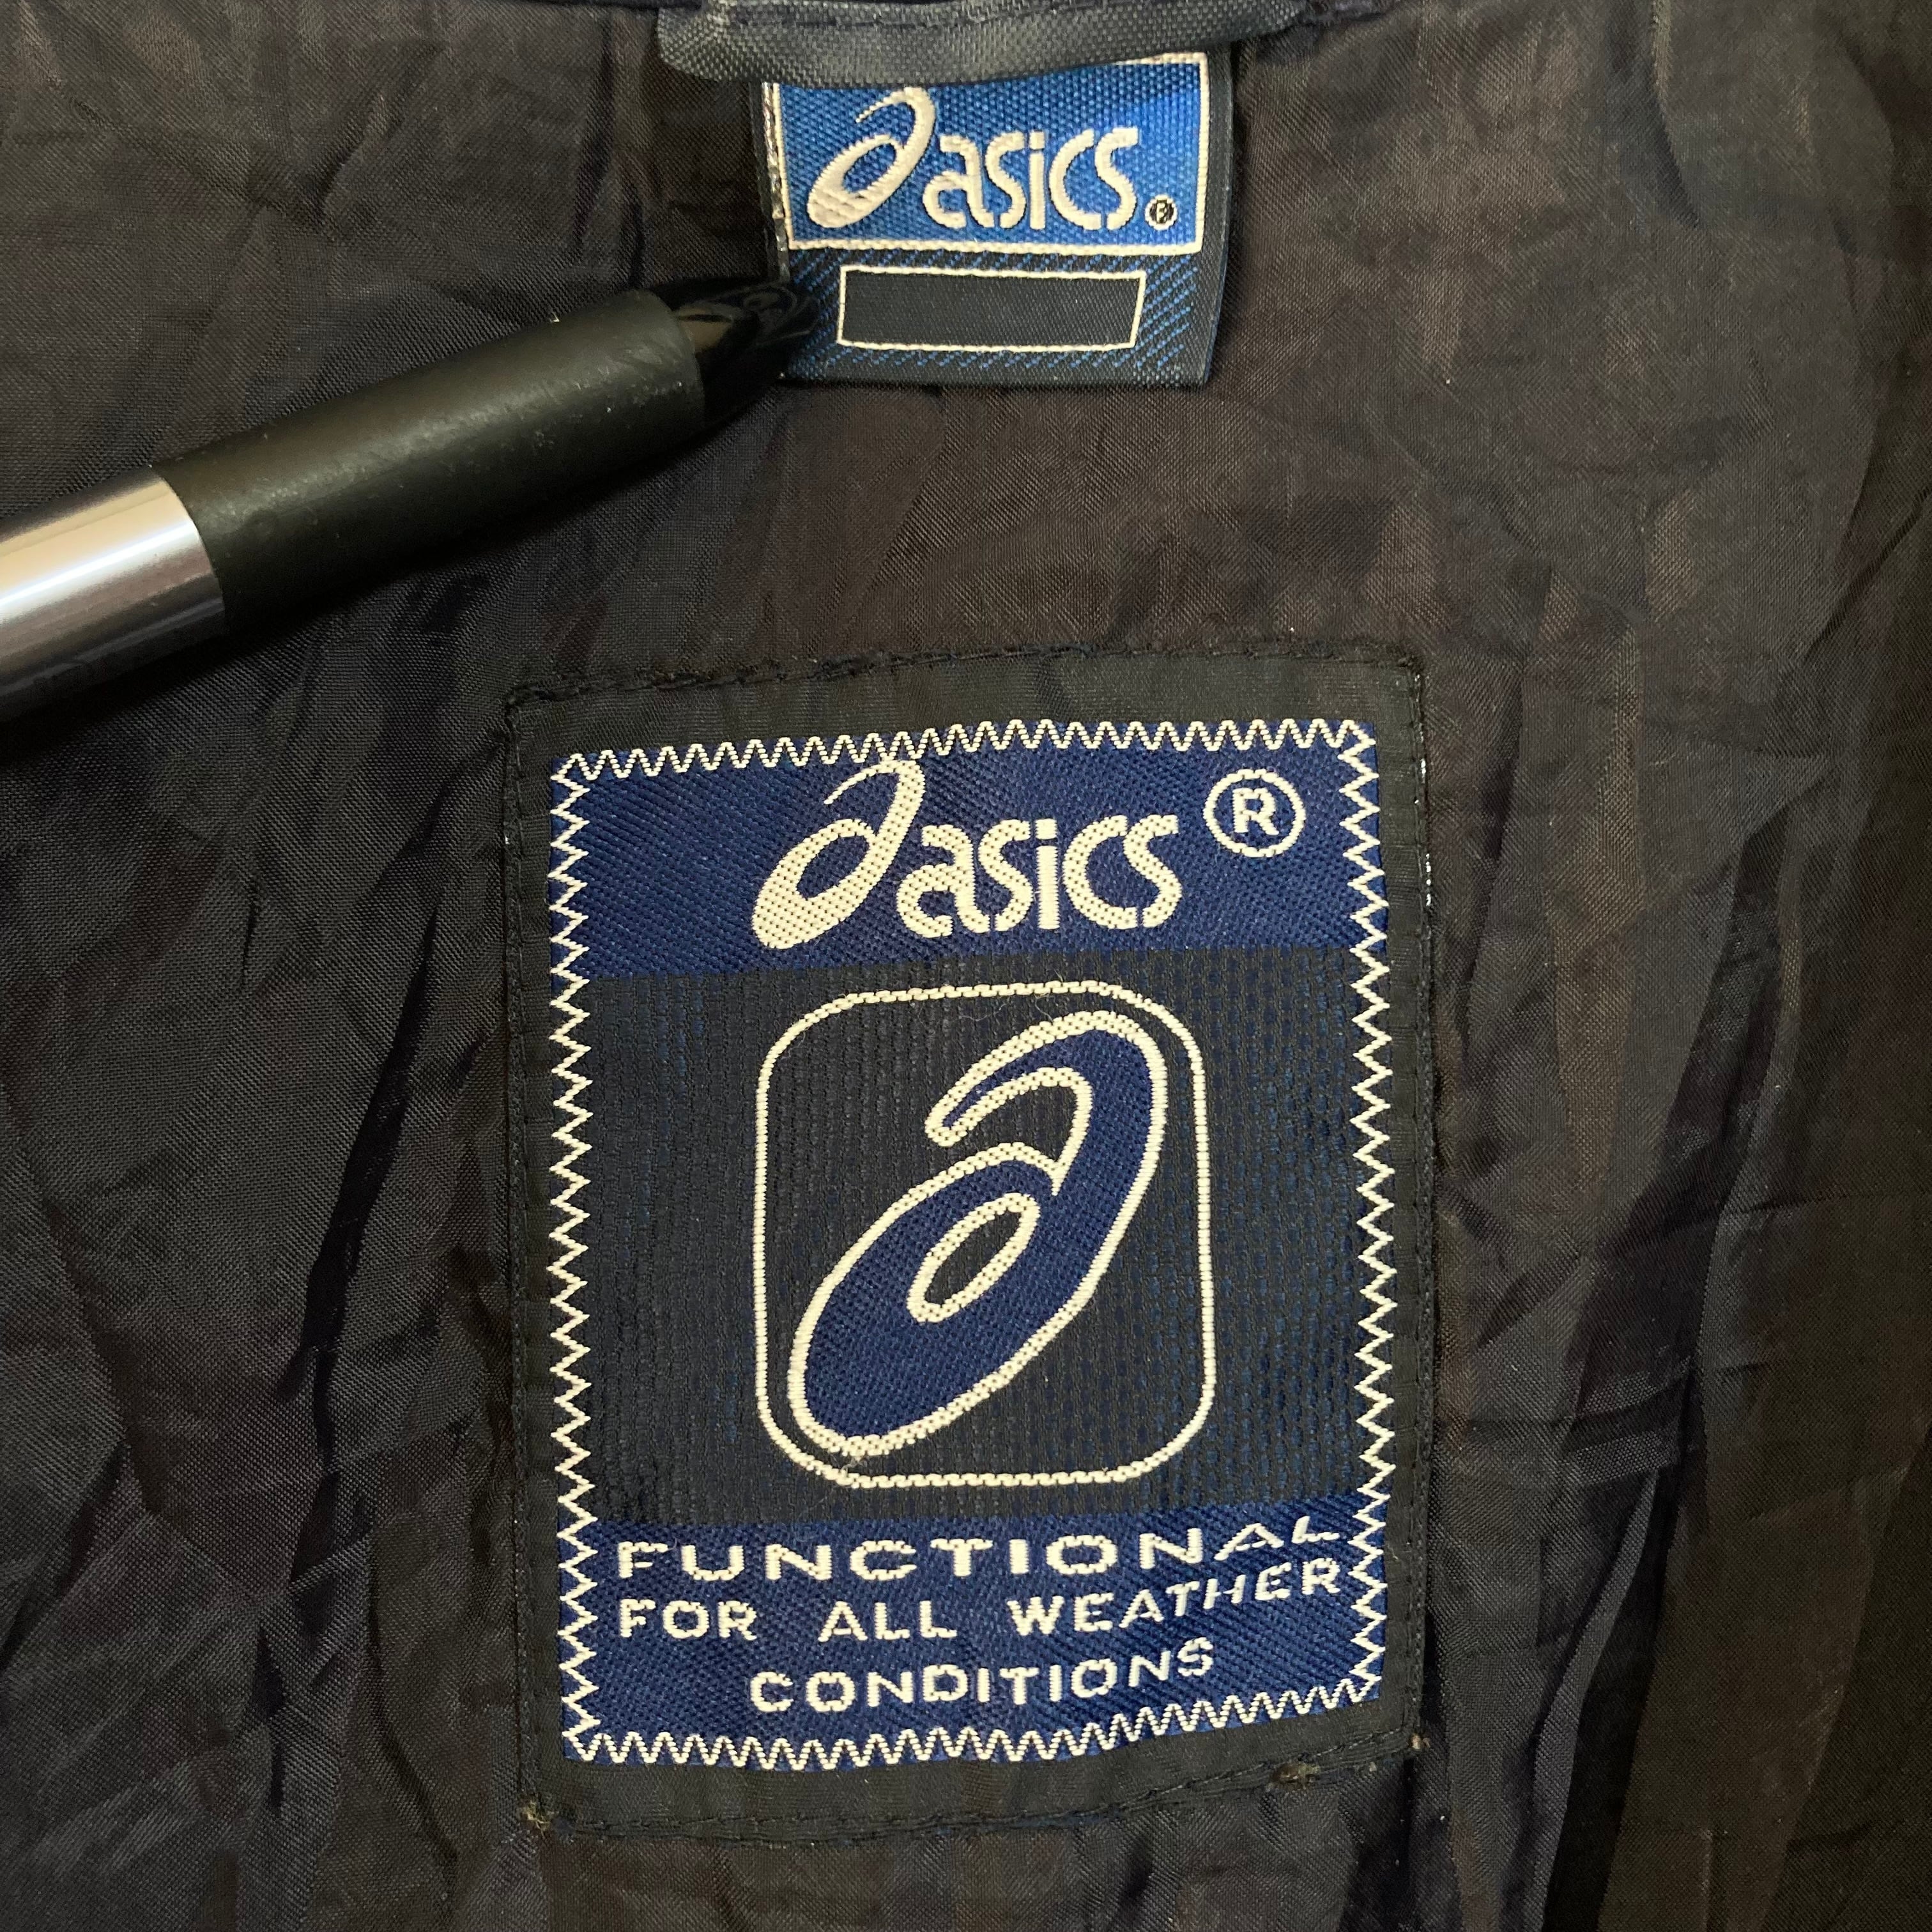 asics®
asics®
FUNCTIONAL
FOR ALL WEATHER
CONDITIONS